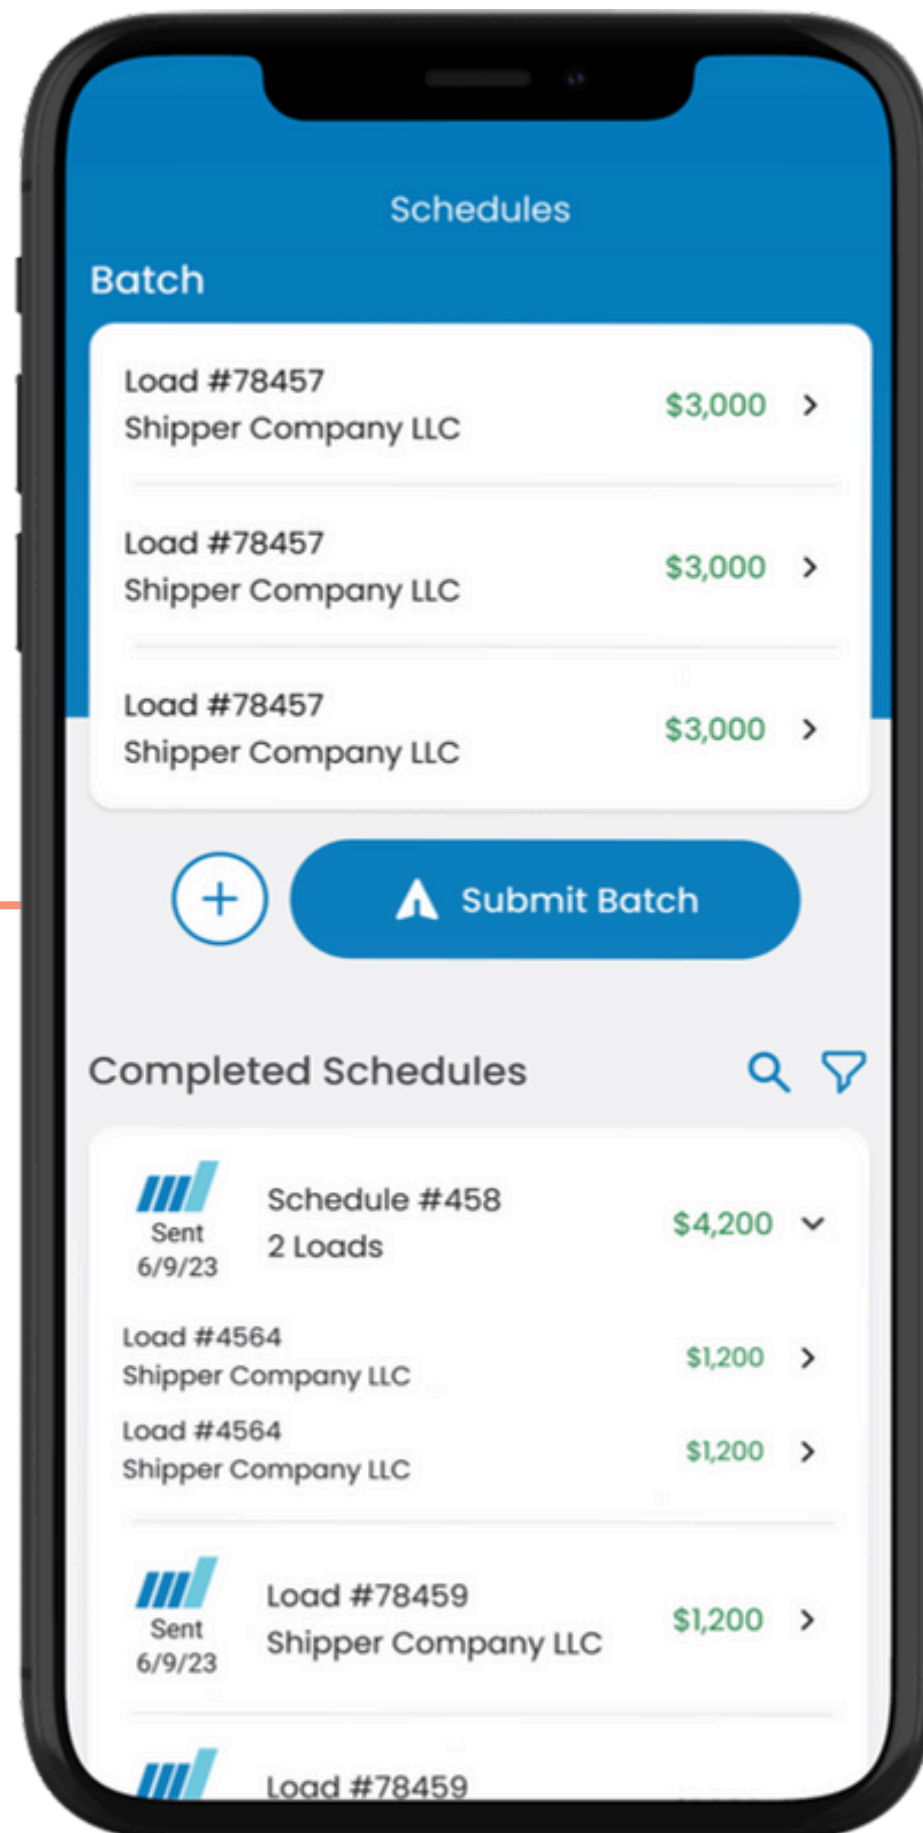 Schedules
Batch
Load #78457
Shipper Company LLC
$3,000
Load #78457
Shipper Company LLC
$3,000
Load #78457
Shipper Company LLC
$3,000
Submit Batch
Completed Schedules
Sent
6/9/23
Schedule #458
2 Loads
$4,200
Load #4564
Shipper Company LLC
$1,200
Load #4564
Shipper Company LLC
$1,200
Sent
6/9/23
Load #78459
Shipper Company LLC
$1,200
Load #78459